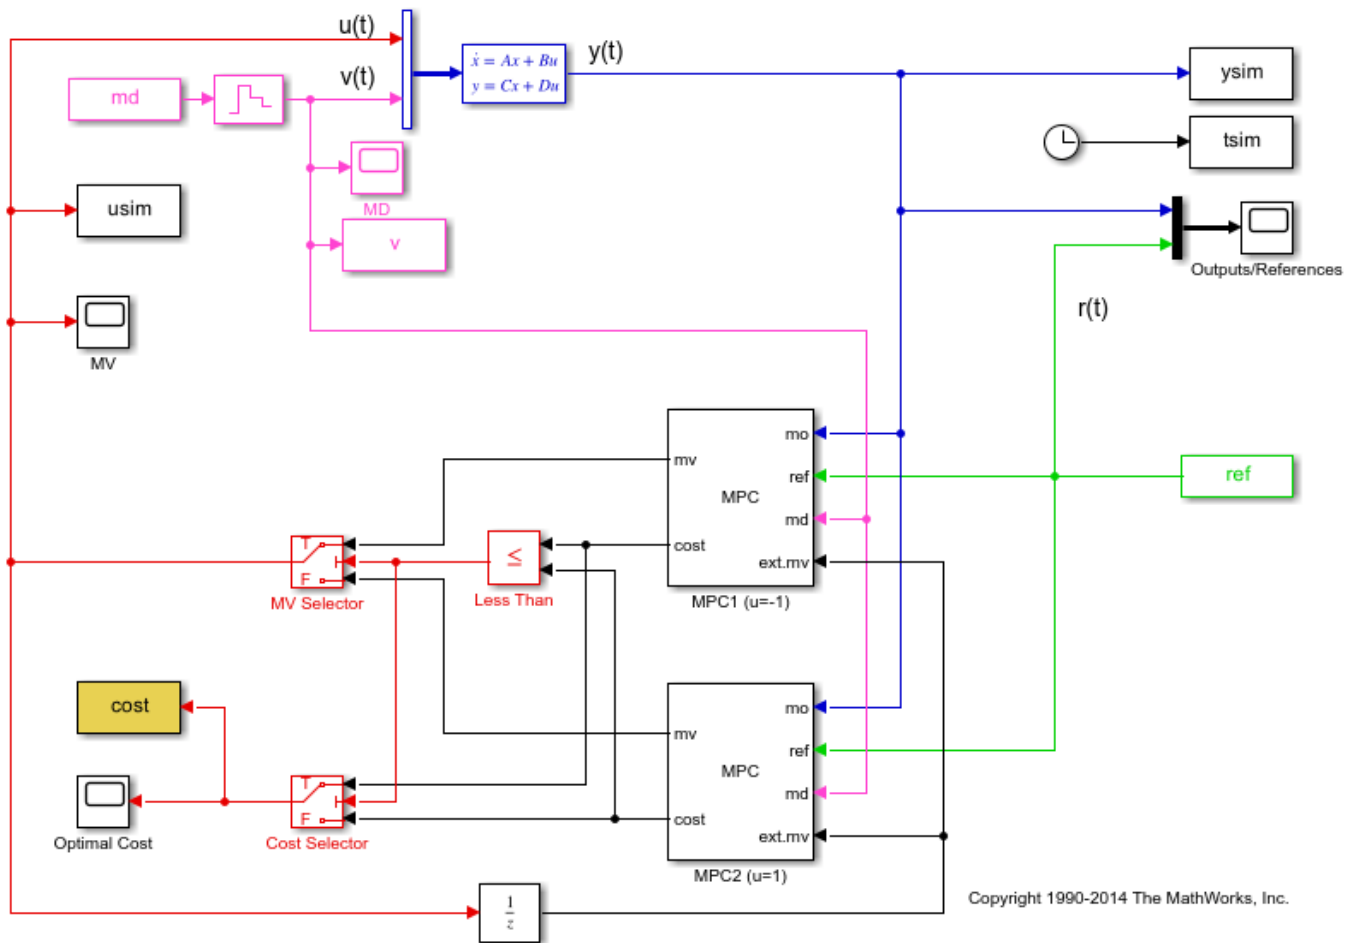 u(t)
y(t)
ẋ = Ax + Bu
y = Cx + Du
ysim
v(t)
md
tsim
MD
usim
v
Outputs/References
r(t)
MV
mo
mv
ref
ref
MPC
md
T
≤
cost
ext.mv
F
MV Selector
Less Than
MPC1 (u=-1)
cost
mo
mv
ref
MPC
T
md
F
cost
ext.mv
Optimal Cost
Cost Selector
MPC2 (u=1)
1
z
Copyright 1990-2014 The MathWorks, Inc.